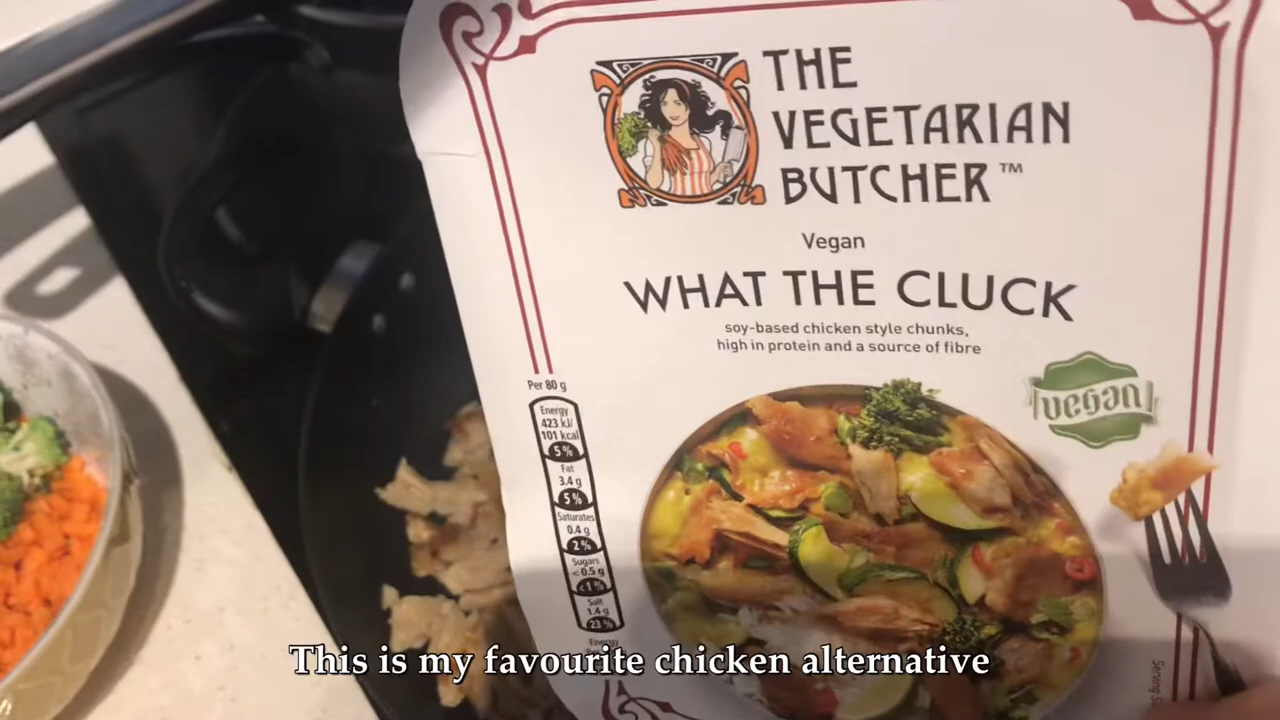 THE
VEGETARIAN
BUTCHER™
Vegan
WHAT THE CLUCK
soy-based chicken style chunks,
high in protein and a source of fibre
vegan
Per 80 g
Energy
423 kJ/
101 kcal
5%
Fat
3.4 g
5%
Saturates
0.4 g
2%
Sugars
<0.5 g
<1%
Salt
1.4 g
23%
Energy
Serving
This is my favourite chicken alternative